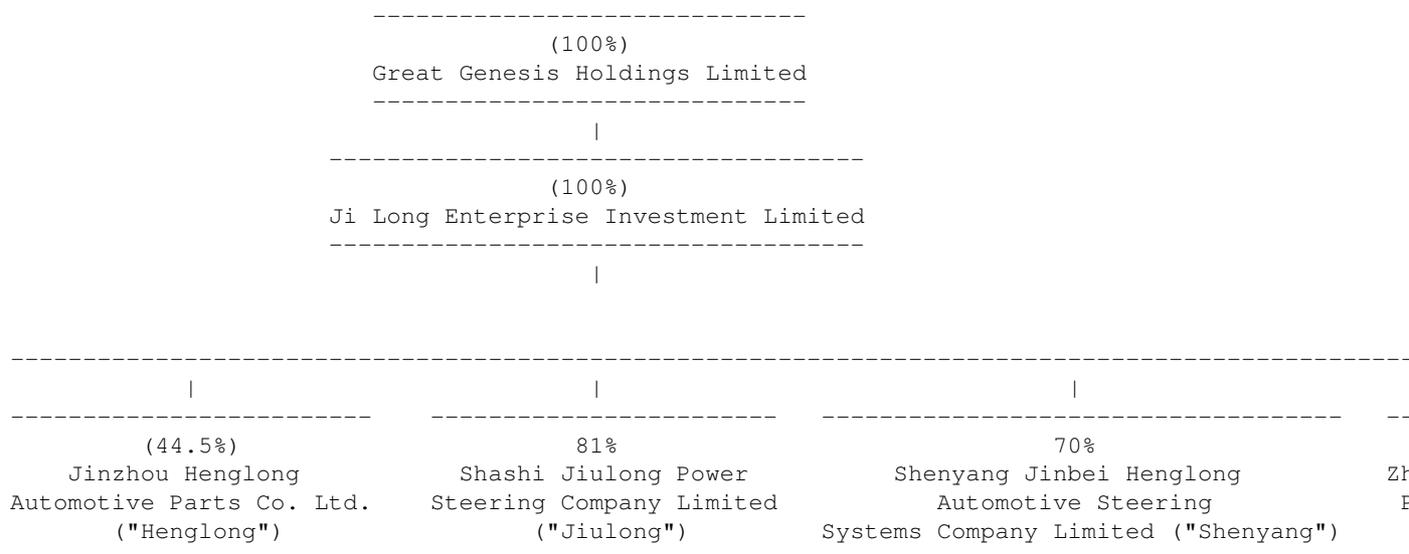 (100%)
Great Genesis Holdings Limited
|
(100%)
Ji Long Enterprise Investment Limited
|
| | |
(44.5%) 81% 70%
Jinzhou Henglong Shashi Jiulong Power Shenyang Jinbei Henglong
Automotive Parts Co. Ltd. Steering Company Limited Automotive Steering
("Henglong") ("Jiulong") Systems Company Limited ("Shenyang")